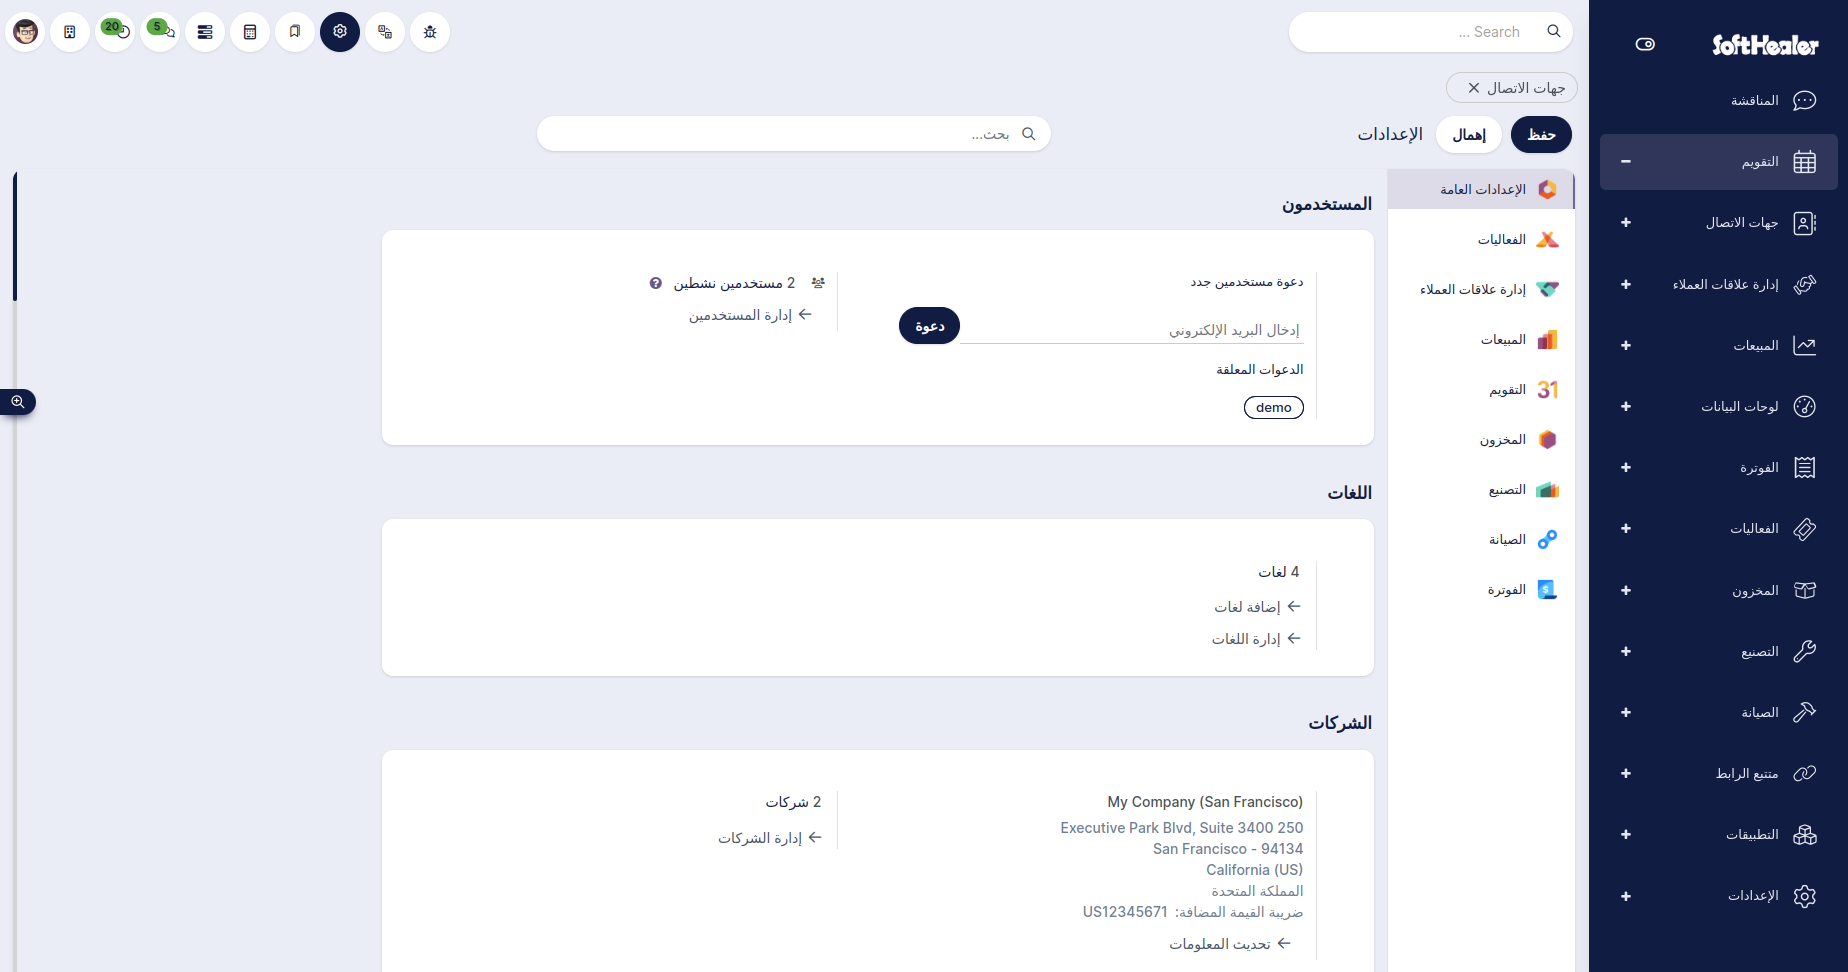 SoftHealer
المناقشة
التقويم
جهات الاتصال
إدارة علاقات العملاء
المبيعات
لوحات البيانات
الفوترة
الفعاليات
المخزون
التصنيع
الصيانة
متتبع الرابط
التطبيقات
الإعدادات
Search ...
5
20
جهات الاتصال
حفظ
إهمال
الإعدادات
بحث...
الإعدادات العامة
الفعاليات
إدارة علاقات العملاء
المبيعات
31 التقويم
المخزون
التصنيع
الصيانة
الفوترة
المستخدمون
دعوة مستخدمين جدد
إدخال البريد الإلكتروني
دعوة
الدعوات المعلقة
demo
2 مستخدمين نشطين ?
إدارة المستخدمين
اللغات
4 لغات
إضافة لغات
إدارة اللغات
الشركات
My Company (San Francisco)
Executive Park Blvd, Suite 3400 250
San Francisco - 94134
California (US)
المملكة المتحدة
ضريبة القيمة المضافة: US12345671
تحديث المعلومات
2 شركات
إدارة الشركات